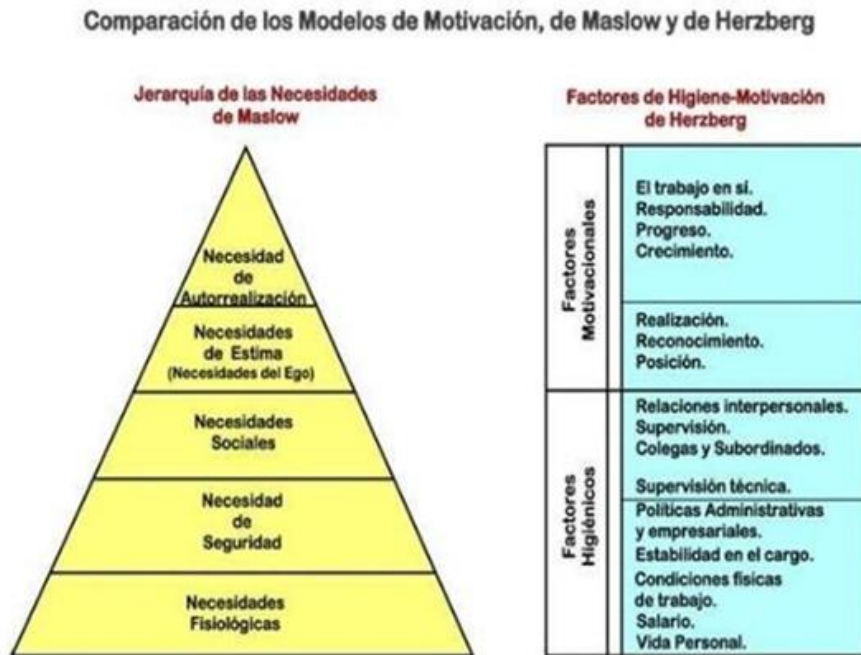 Comparación de los Modelos de Motivación, de Maslow y de Herzberg
Jerarquía de las Necesidades
de Maslow
Necesidad
de
Autorrealización
Necesidades
de Estima
(Necesidades del Ego)
Necesidades
Sociales
Necesidad
de
Seguridad
Necesidades
Fisiológicas
Factores de Higiene-Motivación
de Herzberg
Factores
Motivacionales
El trabajo en sí.
Responsabilidad.
Progreso.
Crecimiento.
Realización.
Reconocimiento.
Posición.
Factores
Higiénicos
Relaciones interpersonales.
Supervisión.
Colegas y Subordinados.
Supervisión técnica.
Políticas Administrativas
y empresariales.
Estabilidad en el cargo.
Condiciones físicas
de trabajo.
Salario.
Vida Personal.